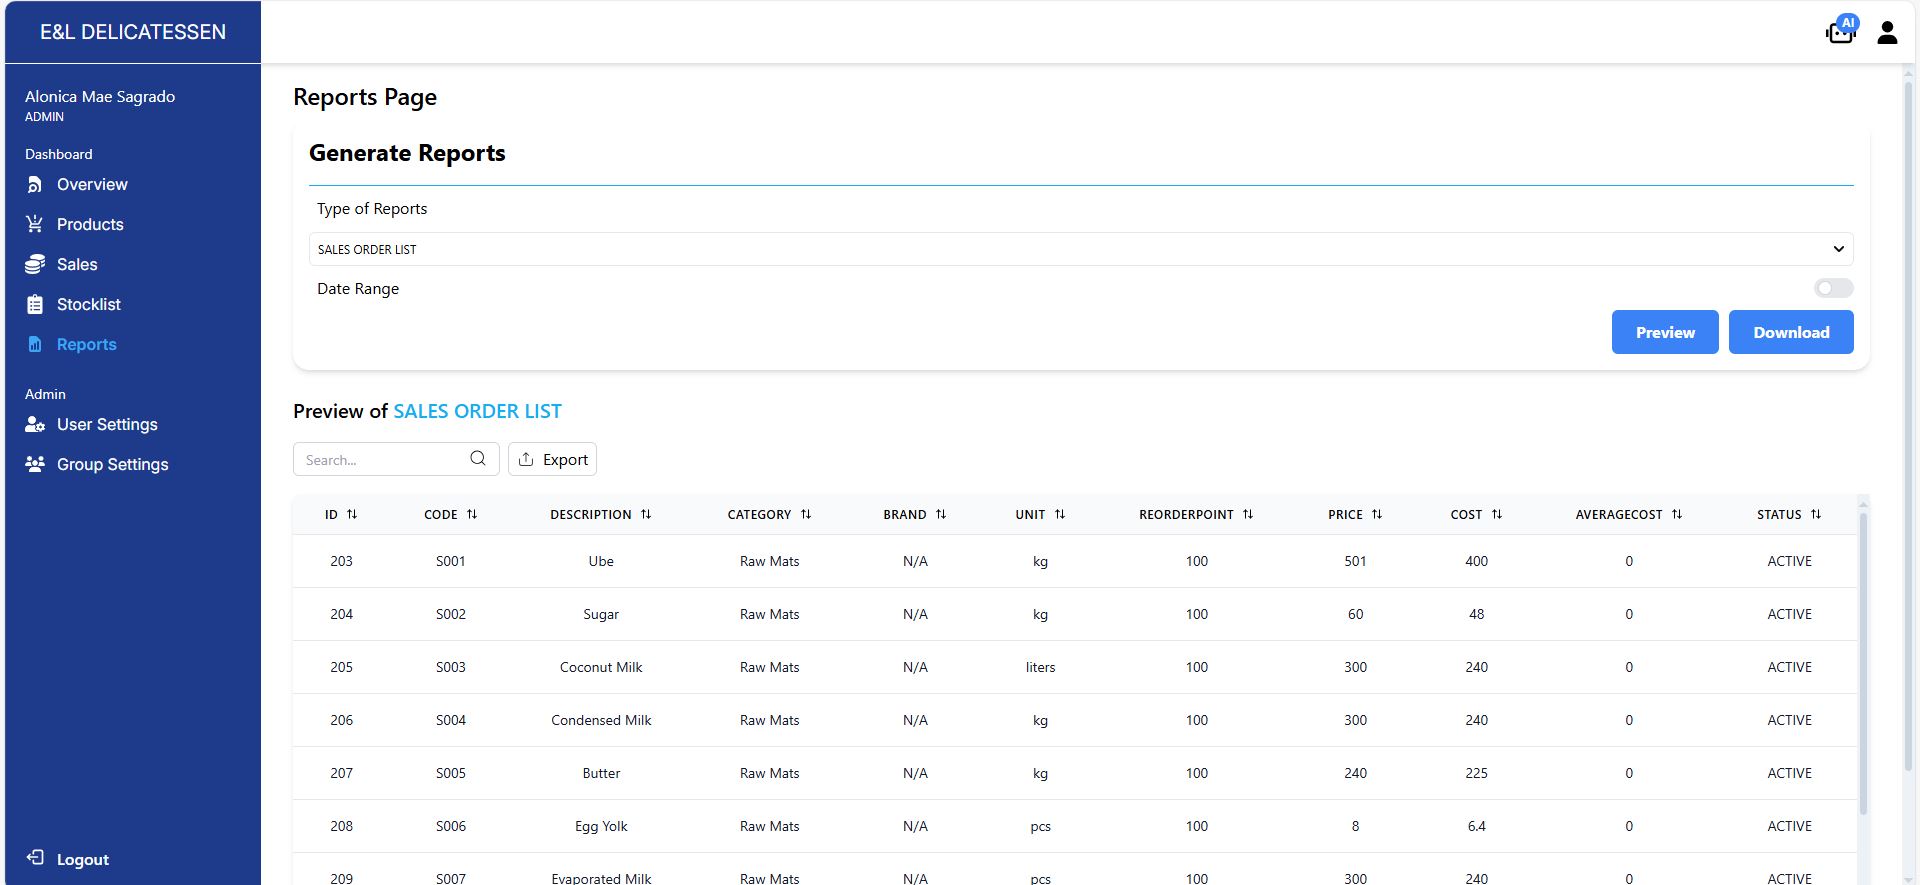 E&L DELICATESSEN
AI
Alonica Mae Sagrado
ADMIN
Dashboard
Overview
Products
Sales
Stocklist
Reports
Admin
User Settings
Group Settings
Logout
Reports Page
Generate Reports
Type of Reports
SALES ORDER LIST
Date Range
Preview Download
Preview of SALES ORDER LIST
Search... Export
ID CODE DESCRIPTION CATEGORY BRAND UNIT REORDERPOINT PRICE COST AVERAGECOST STATUS
203 S001 Ube Raw Mats N/A kg 100 501 400 0 ACTIVE
204 S002 Sugar Raw Mats N/A kg 100 60 48 0 ACTIVE
205 S003 Coconut Milk Raw Mats N/A liters 100 300 240 0 ACTIVE
206 S004 Condensed Milk Raw Mats N/A kg 100 300 240 0 ACTIVE
207 S005 Butter Raw Mats N/A kg 100 240 225 0 ACTIVE
208 S006 Egg Yolk Raw Mats N/A pcs 100 8 6.4 0 ACTIVE
209 S007 Evaporated Milk Raw Mats N/A pcs 100 300 240 0 ACTIVE